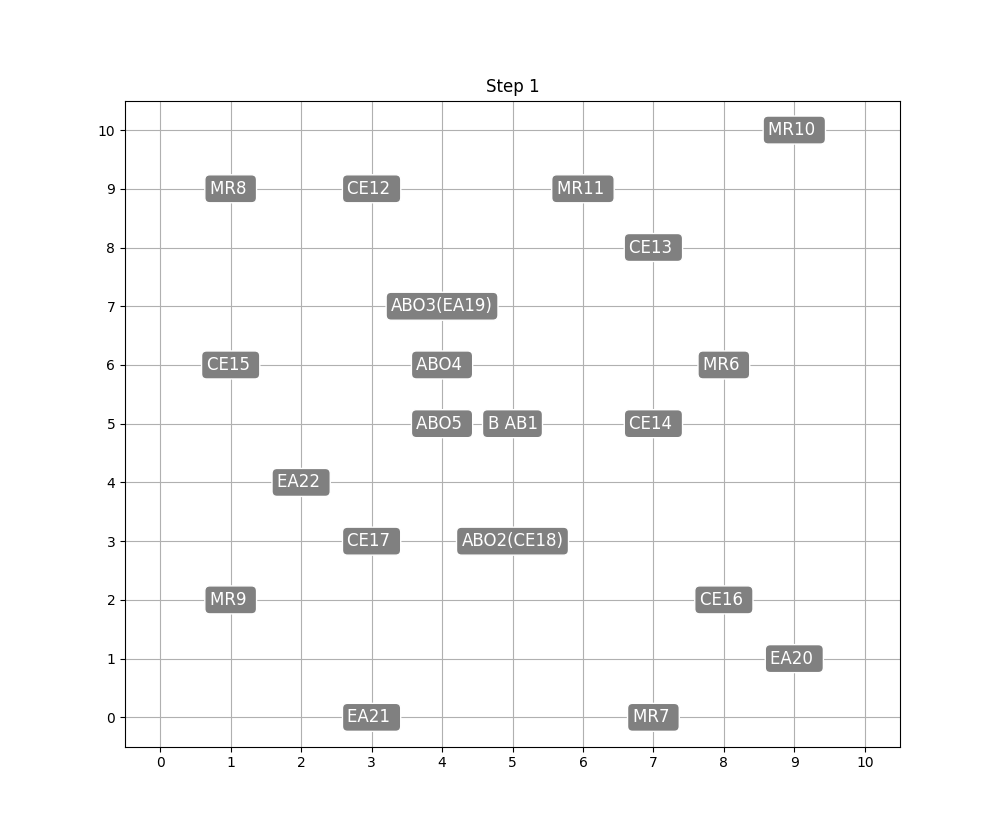 Step 1
10 MR10
9 MR8 CE12 MR11
8 CE13
7 ABO3(EA19)
6 CE15 ABO4 MR6
5 ABO5 B AB1 CE14
4 EA22
3 CE17 ABO2(CE18)
2 MR9 CE16
1 EA20
0 EA21 MR7
0 1 2 3 4 5 6 7 8 9 10